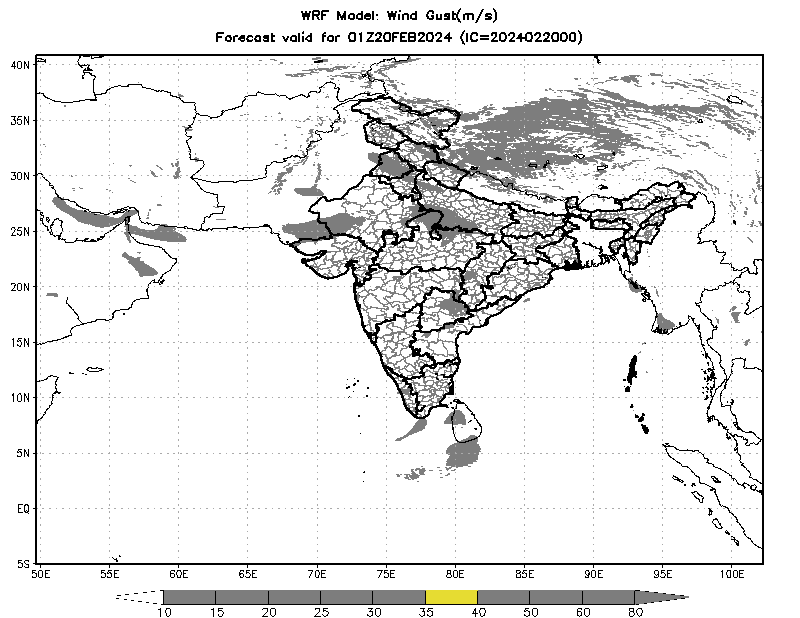 WRF Model: Wind Gust(m/s)
Forecast valid for 01Z20FEB2024 (IC=2024022000)
40N
35N
30N
25N
20N
15N
10N
5N
EQ
5S
50E 55E 60E 65E 70E 75E 80E 85E 90E 95E 100E
10 15 20 25 30 35 40 50 60 80